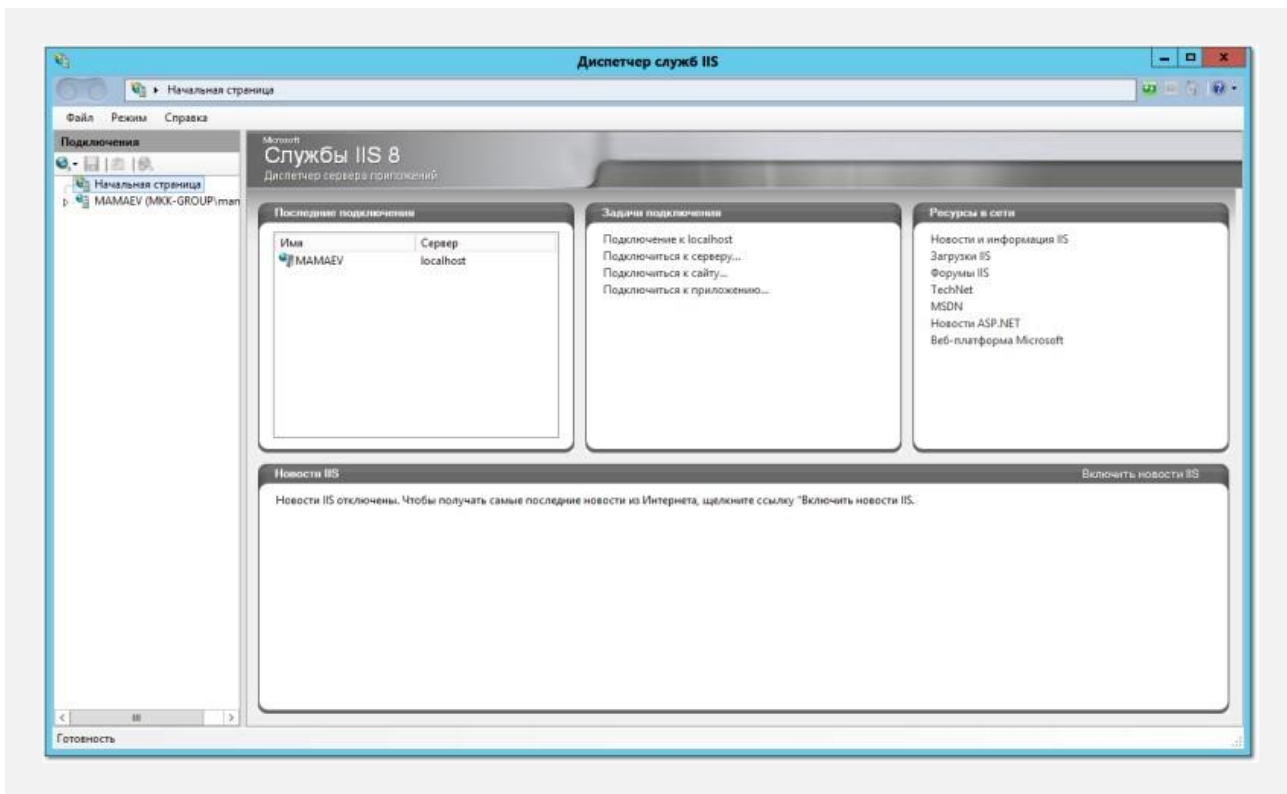 Диспетчер служб IIS
Начальная страница
Файл Режим Справка
Подключения
Начальная страница
MAMAEV (MKK-GROUP\mam
Microsoft
Службы IIS 8
Диспетчер сервера приложений
Последние подключения
Имя Сервер
MAMAEV localhost
Задачи подключения
Подключение к localhost
Подключиться к серверу...
Подключиться к сайту...
Подключиться к приложению...
Ресурсы в сети
Новости и информация IIS
Загрузки IIS
Форумы IIS
TechNet
MSDN
Новости ASP.NET
Веб-платформа Microsoft
Новости IIS Включить новости IIS
Новости IIS отключены. Чтобы получать самые последние новости из Интернета, щелкните ссылку "Включить новости IIS.
Готовность